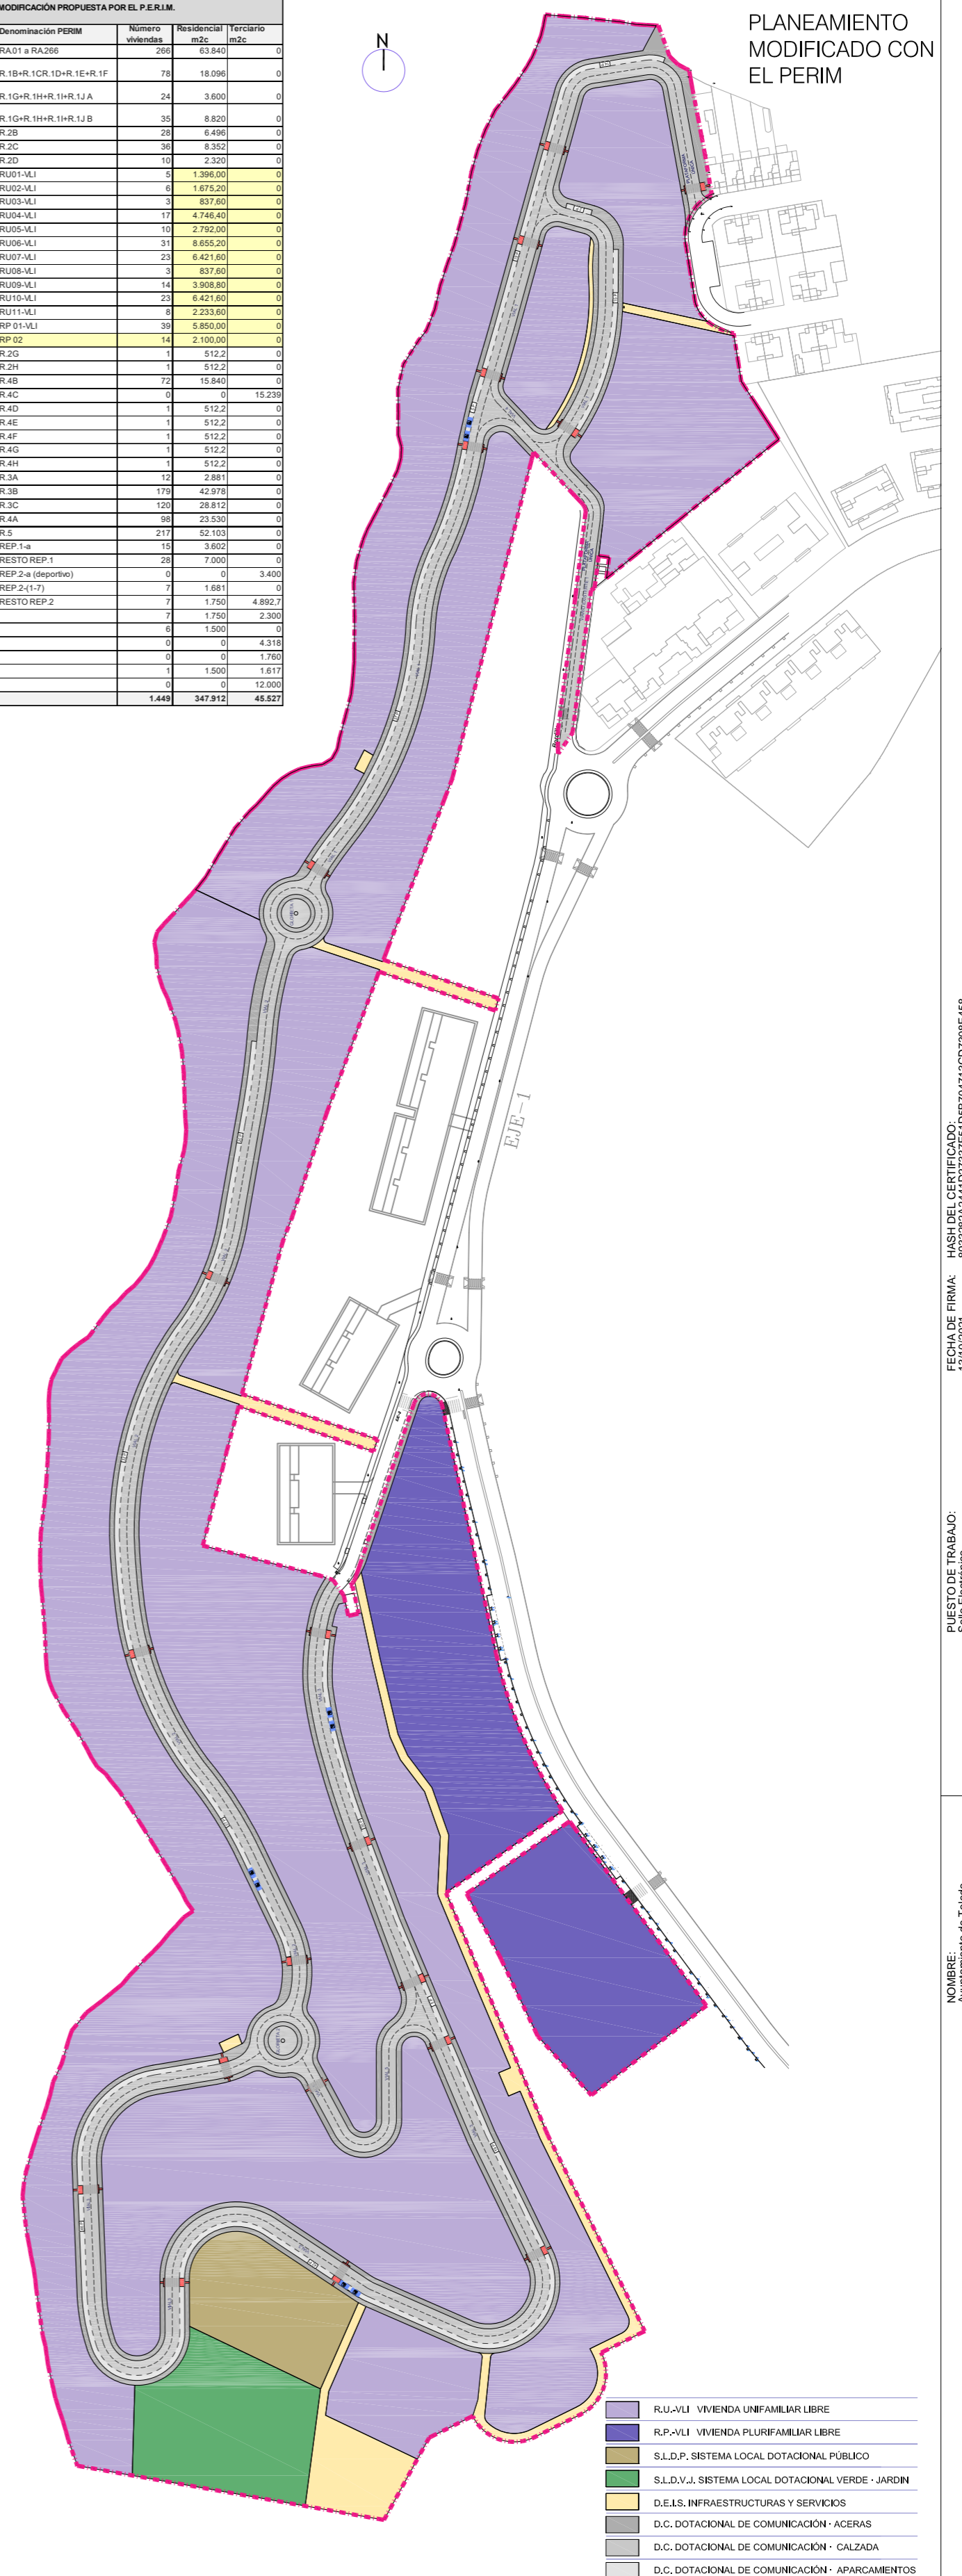 MODIFICACIÓN PROPUESTA POR EL P.E.R.I.M.
Denominación PERIM Número viviendas Residencial m2c Terciario m2c
RA.01 a RA.266 266 63.840 0
R.1B+R.1CR.1D+R.1E+R.1F 78 18.096 0
R.1G+R.1H+R.1I+R.1J A 24 3.600 0
R.1G+R.1H+R.1I+R.1J B 35 8.820 0
R.2B 28 6.496 0
R.2C 36 8.352 0
R.2D 10 2.320 0
RU01-VLI 5 1.396,00 0
RU02-VLI 6 1.675,20 0
RU03-VLI 3 837,60 0
RU04-VLI 17 4.746,40 0
RU05-VLI 10 2.792,00 0
RU06-VLI 31 8.655,20 0
RU07-VLI 23 6.421,60 0
RU08-VLI 3 837,60 0
RU09-VLI 14 3.908,80 0
RU10-VLI 23 6.421,60 0
RU11-VLI 8 2.233,60 0
RP 01-VLI 39 5.850,00 0
RP 02 14 2.100,00 0
R.2G 1 512,2 0
R.2H 1 512,2 0
R.4B 72 15.840 0
R.4C 0 0 15.239
R.4D 1 512,2 0
R.4E 1 512,2 0
R.4F 1 512,2 0
R.4G 1 512,2 0
R.4H 1 512,2 0
R.3A 12 2.881 0
R.3B 179 42.978 0
R.3C 120 28.812 0
R.4A 98 23.530 0
R.5 217 52.103 0
REP.1-a 15 3.602 0
RESTO REP.1 28 7.000 0
REP.2-a (deportivo) 0 0 3.400
REP.2-(1-7) 7 1.681 0
RESTO REP.2 7 1.750 4.892,7
7 1.750 2.300
6 1.500 0
0 0 4.318
0 0 1.760
1 1.500 1.617
0 0 12.000
1.449 347.912 45.527
N
PLANEAMIENTO
MODIFICADO CON
EL PERIM
EJE-1
HASH DEL CERTIFICADO:
FECHA DE FIRMA:
PUESTO DE TRABAJO:
NOMBRE:
R.U.-VLI VIVIENDA UNIFAMILIAR LIBRE
R.P.-VLI VIVIENDA PLURIFAMILIAR LIBRE
S.L.D.P. SISTEMA LOCAL DOTACIONAL PÚBLICO
S.L.D.V.J. SISTEMA LOCAL DOTACIONAL VERDE - JARDIN
D.E.I.S. INFRAESTRUCTURAS Y SERVICIOS
D.C. DOTACIONAL DE COMUNICACIÓN - ACERAS
D.C. DOTACIONAL DE COMUNICACIÓN - CALZADA
D.C. DOTACIONAL DE COMUNICACIÓN - APARCAMIENTOS